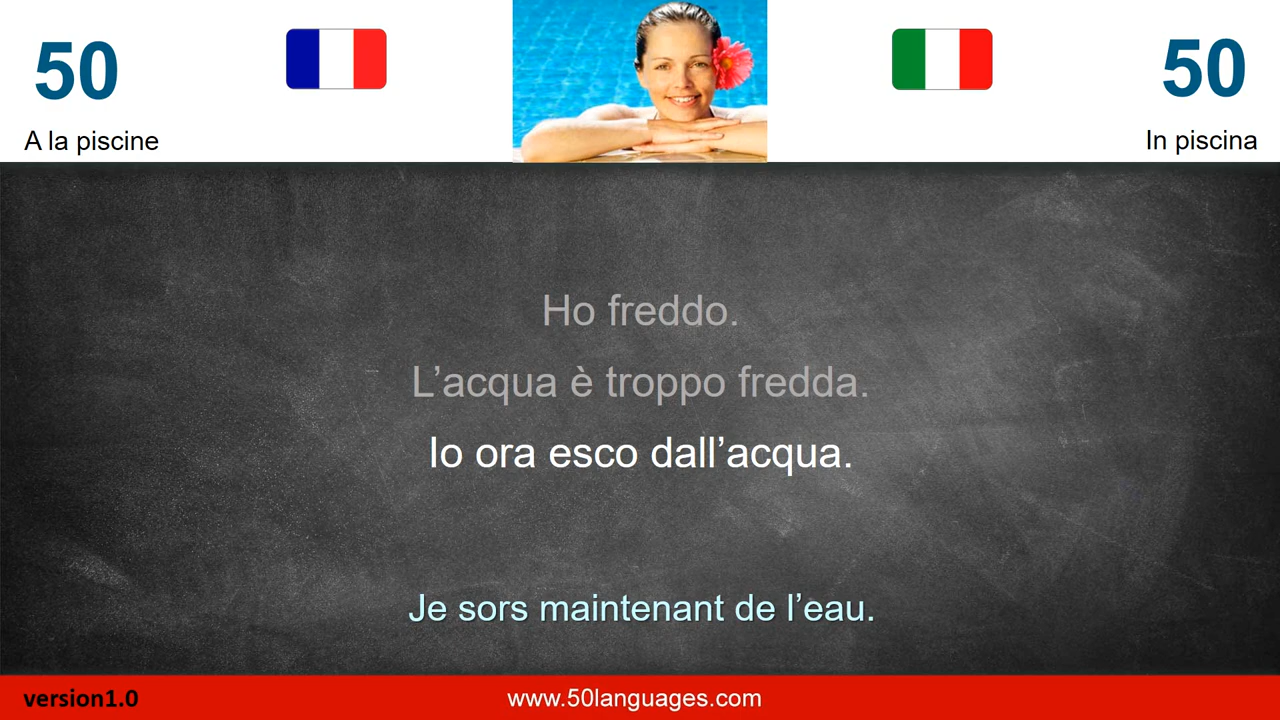 50
50
A la piscine
In piscina
Ho freddo.
L’acqua è troppo fredda.
Io ora esco dall’acqua.
Je sors maintenant de l’eau.
version1.0
www.50languages.com